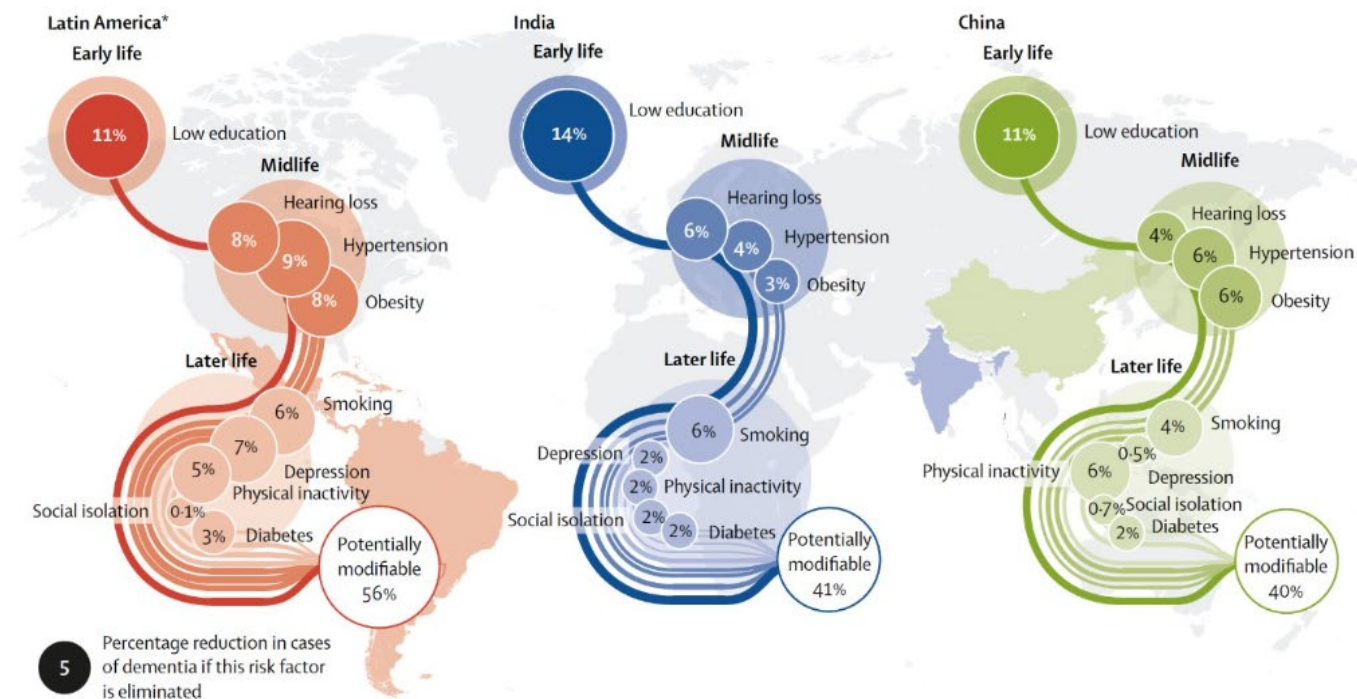 Latin America*
Early life
11%
Low education
Midlife
Hearing loss
8%
Hypertension
9%
8%
Obesity
Later life
6%
Smoking
7%
Depression
5%
Physical inactivity
Social isolation
0·1%
3%
Diabetes
Potentially
modifiable
56%
India
Early life
14%
Low education
Midlife
Hearing loss
6%
4%
Hypertension
3%
Obesity
Later life
6%
Smoking
Depression
2%
2%
Physical inactivity
Social isolation
2%
2%
Diabetes
Potentially
modifiable
41%
China
Early life
11%
Low education
Midlife
Hearing loss
4%
Hypertension
6%
6%
Obesity
Later life
4%
Smoking
0·5%
Depression
Physical inactivity
6%
0·7%
Social isolation
2%
Diabetes
Potentially
modifiable
40%
5
Percentage reduction in cases
of dementia if this risk factor
is eliminated